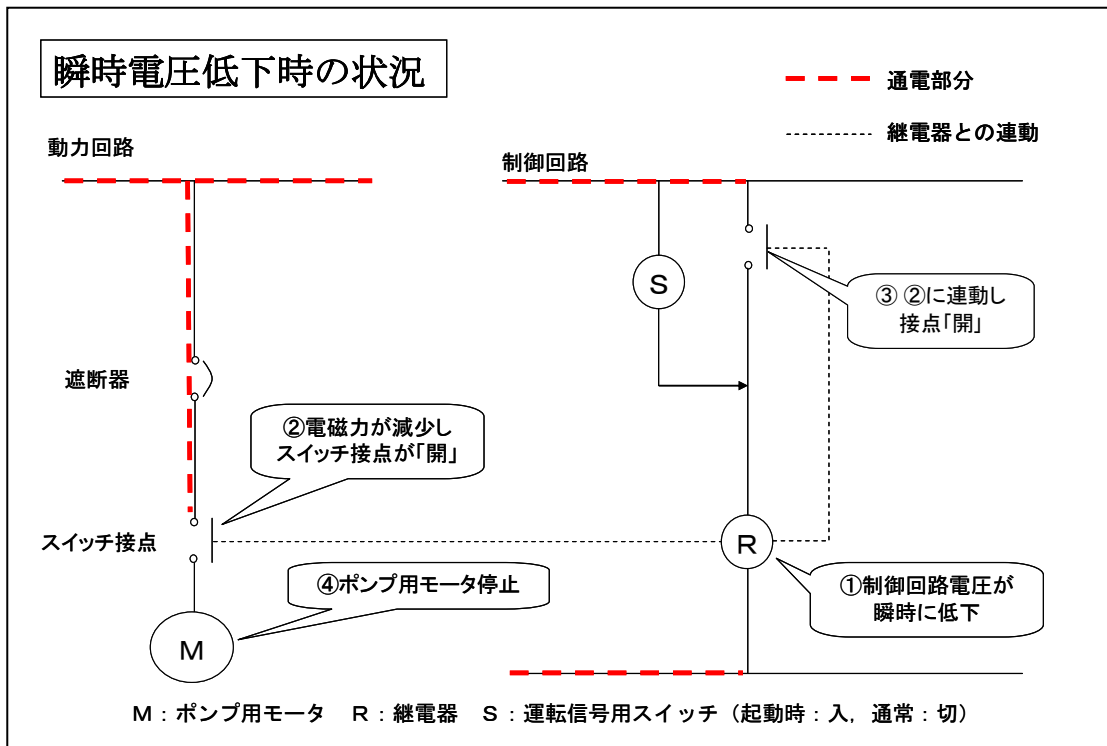 瞬時電圧低下時の状況
通電部分
継電器との連動
動力回路
制御回路
S
③ ②に連動し
接点「開」
遮断器
②電磁力が減少し
スイッチ接点が「開」
スイッチ接点
R
④ポンプ用モータ停止
①制御回路電圧が
瞬時に低下
M
M：ポンプ用モータ　R：継電器　S：運転信号用スイッチ（起動時：入，通常：切）